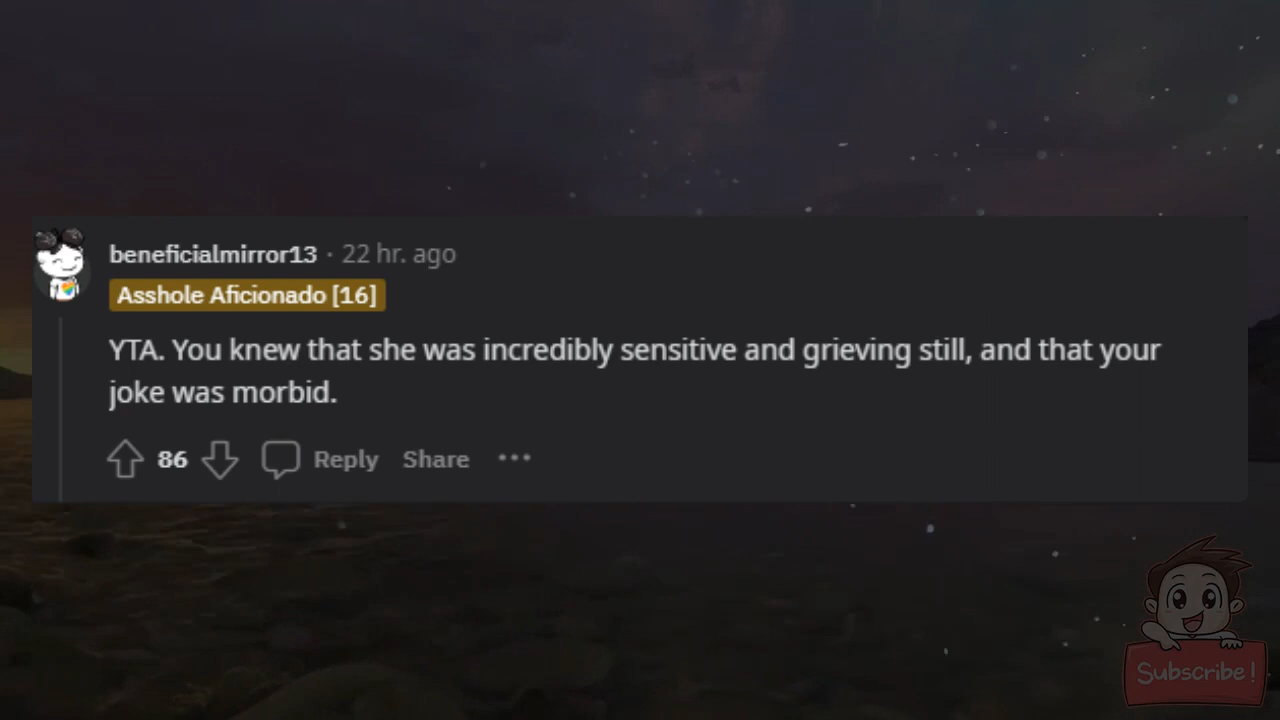 beneficialmirror13 · 22 hr. ago
Asshole Aficionado [16]
YTA. You knew that she was incredibly sensitive and grieving still, and that your
joke was morbid.
86 Reply Share ...
Subscribe!